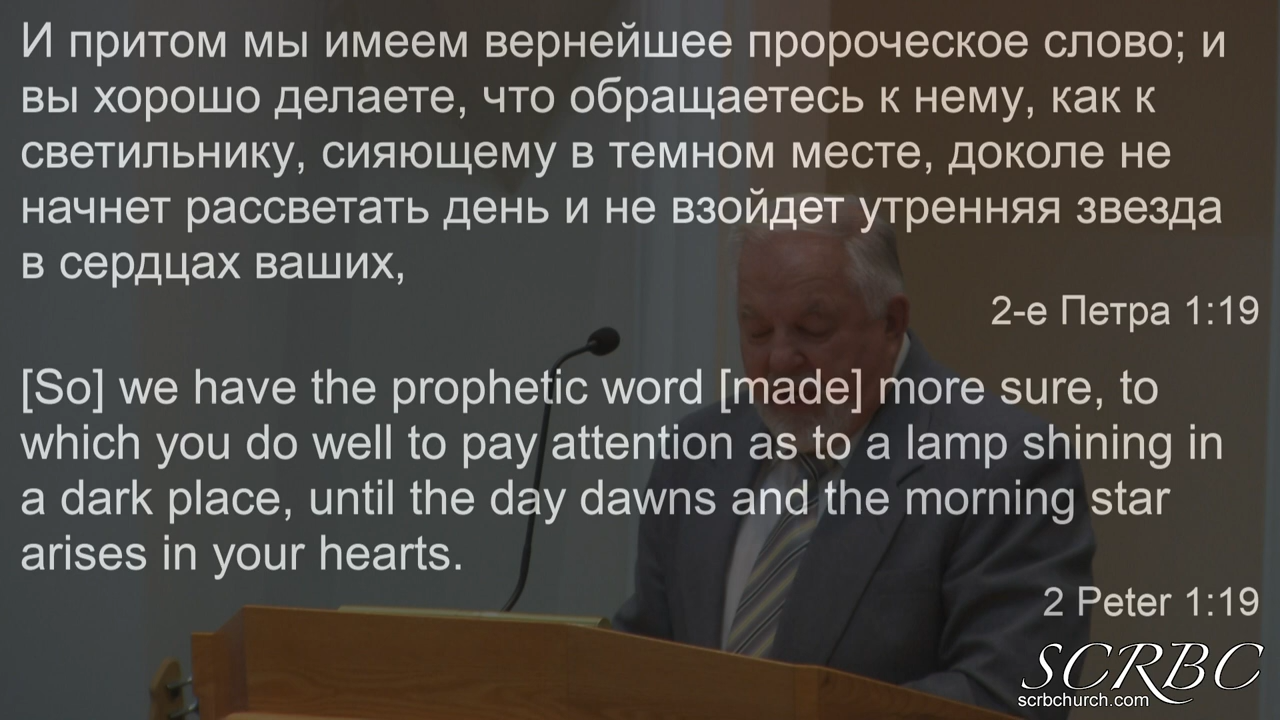 И притом мы имеем вернейшее пророческое слово; и
вы хорошо делаете, что обращаетесь к нему, как к
светильнику, сияющему в темном месте, доколе не
начнет рассветать день и не взойдет утренняя звезда
в сердцах ваших,
2-е Петра 1:19
[So] we have the prophetic word [made] more sure, to
which you do well to pay attention as to a lamp shining in
a dark place, until the day dawns and the morning star
arises in your hearts.
2 Peter 1:19
SCRBC
scrbchurch.com